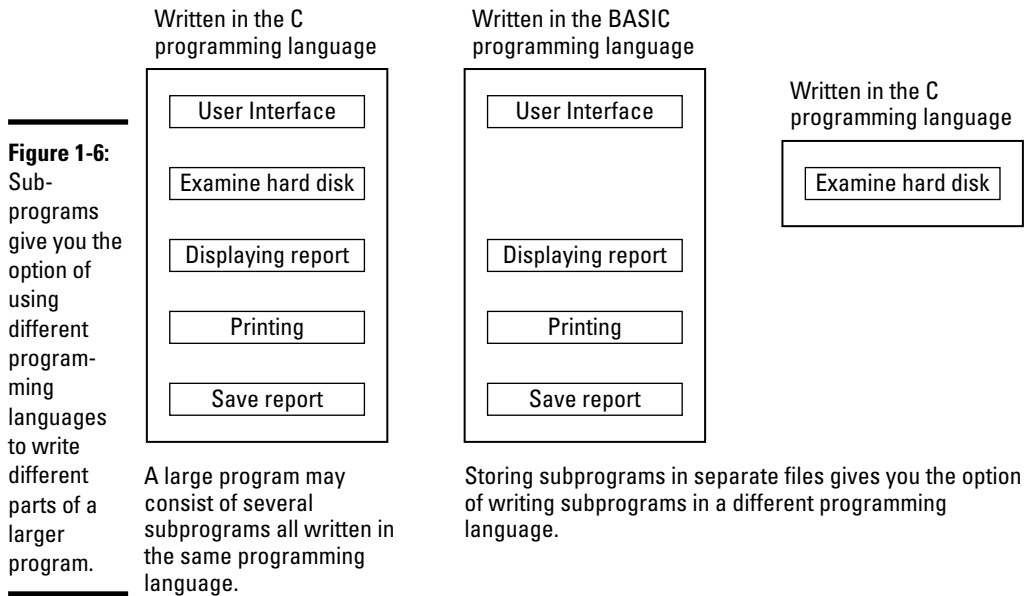 Figure 1-6:
Sub-
programs
give you the
option of
using
different
program-
ming
languages
to write
different
parts of a
larger
program.
Written in the C
programming language
User Interface
Examine hard disk
Displaying report
Printing
Save report
A large program may
consist of several
subprograms all written in
the same programming
language.
Written in the BASIC
programming language
User Interface
Displaying report
Printing
Save report
Written in the C
programming language
Examine hard disk
Storing subprograms in separate files gives you the option
of writing subprograms in a different programming
language.